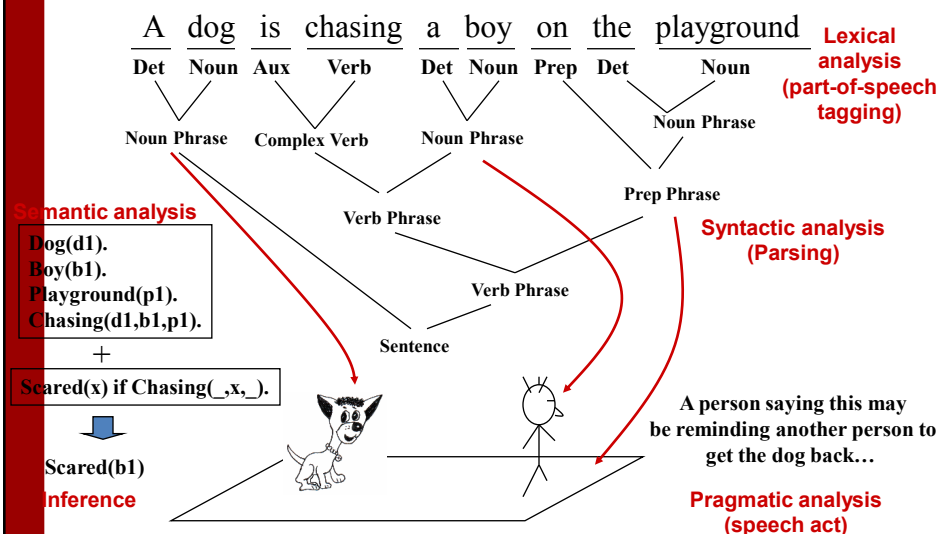 A dog is chasing a boy on the playground
Det Noun Aux Verb Det Noun Prep Det Noun
Lexical
analysis
(part-of-speech
tagging)
Noun Phrase Complex Verb Noun Phrase Noun Phrase
Prep Phrase
Verb Phrase
Semantic analysis
Syntactic analysis
(Parsing)
Dog(d1).
Boy(b1).
Playground(p1).
Chasing(d1,b1,p1).
Verb Phrase
+
Sentence
Scared(x) if Chasing(_,x,_).
Scared(b1)
Inference
A person saying this may
be reminding another person to
get the dog back…
Pragmatic analysis
(speech act)